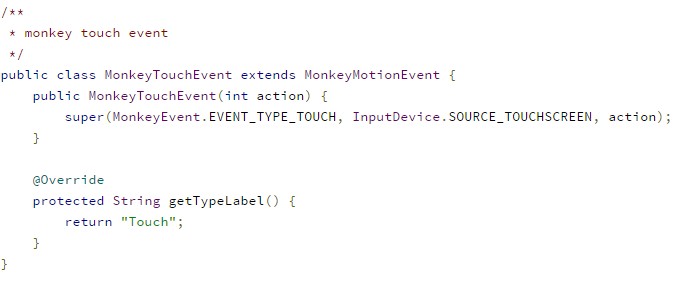 /**
 * monkey touch event
 */
public class MonkeyTouchEvent extends MonkeyMotionEvent {
    public MonkeyTouchEvent(int action) {
        super(MonkeyEvent.EVENT_TYPE_TOUCH, InputDevice.SOURCE_TOUCHSCREEN, action);
    }

    @Override
    protected String getTypeLabel() {
        return "Touch";
    }
}